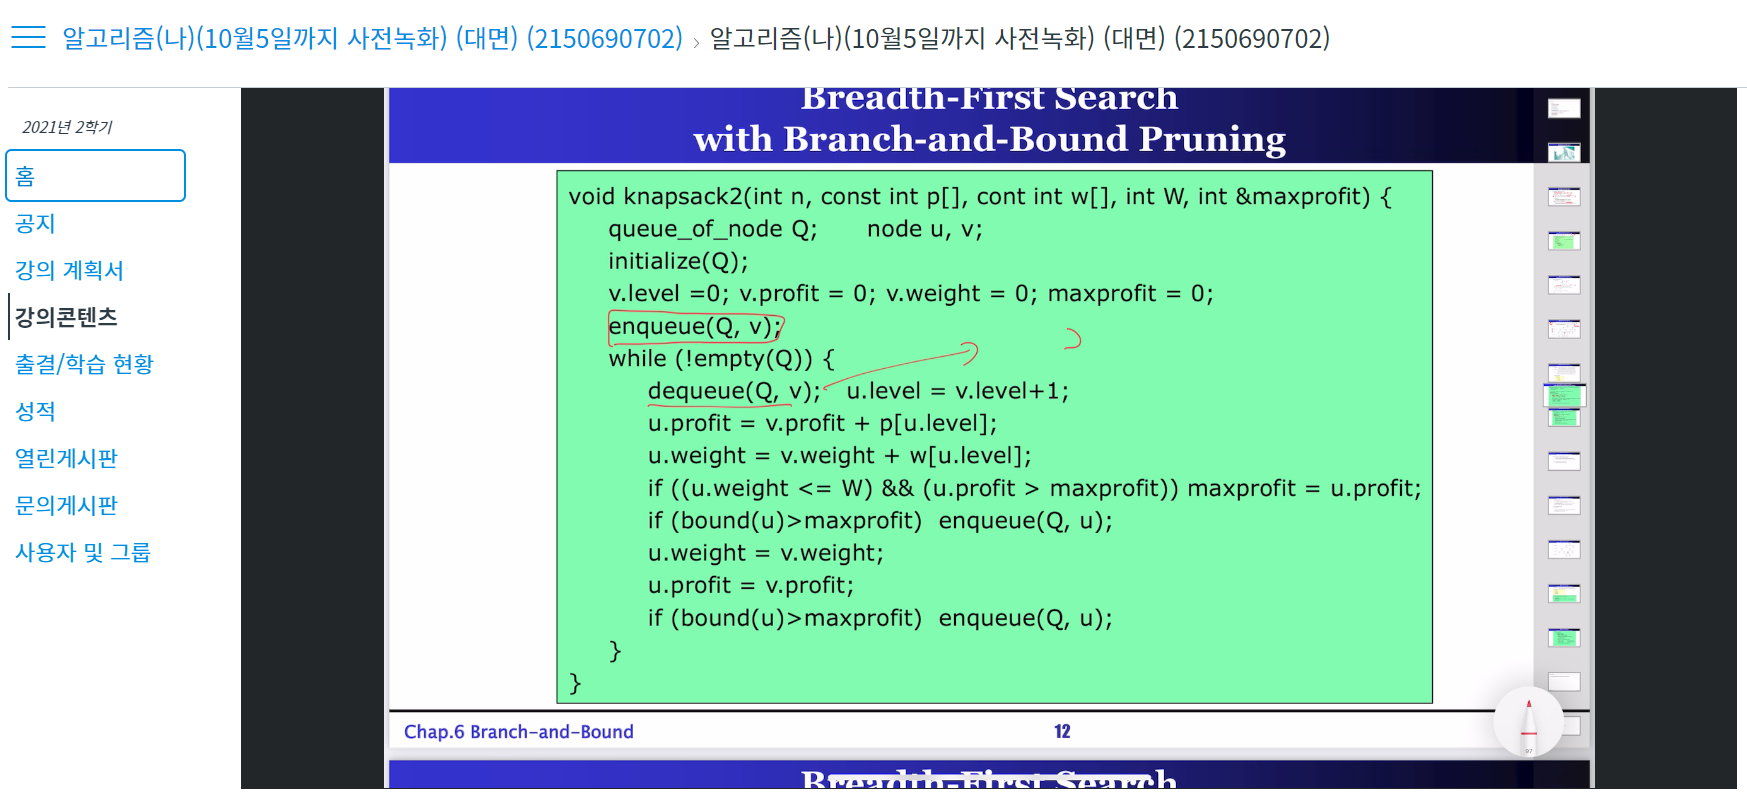 알고리즘(나)(10월5일까지 사전녹화) (대면) (2150690702) › 알고리즘(나)(10월5일까지 사전녹화) (대면) (2150690702)
2021년 2학기
홈
공지
강의 계획서
강의콘텐츠
출결/학습 현황
성적
열린게시판
문의게시판
사용자 및 그룹
Breadth-First Search
with Branch-and-Bound Pruning
void knapsack2(int n, const int p[], cont int w[], int W, int &maxprofit) {
queue_of_node Q; node u, v;
initialize(Q);
v.level =0; v.profit = 0; v.weight = 0; maxprofit = 0;
enqueue(Q, v);
while (!empty(Q)) {
dequeue(Q, v); u.level = v.level+1;
u.profit = v.profit + p[u.level];
u.weight = v.weight + w[u.level];
if ((u.weight <= W) && (u.profit > maxprofit)) maxprofit = u.profit;
if (bound(u)>maxprofit) enqueue(Q, u);
u.weight = v.weight;
u.profit = v.profit;
if (bound(u)>maxprofit) enqueue(Q, u);
}
}
Chap.6 Branch-and-Bound 12
97
Breadth-First Search